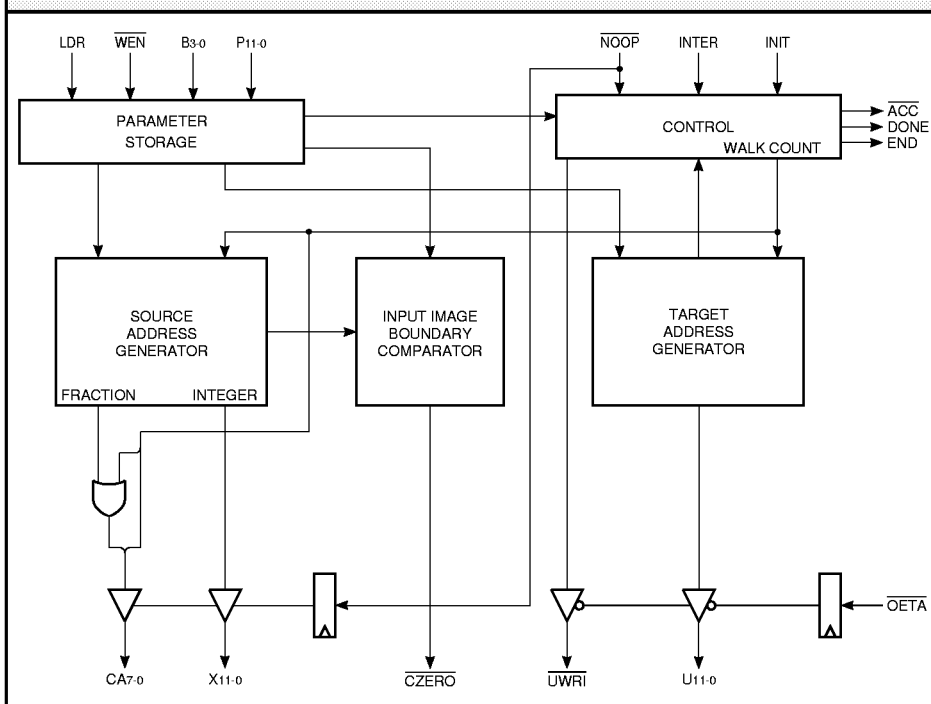 LDR WEN B3-0 P11-0 NOOP INTER INIT
PARAMETER
STORAGE
CONTROL
WALK COUNT
ACC
DONE
END
SOURCE
ADDRESS
GENERATOR
FRACTION INTEGER
INPUT IMAGE
BOUNDARY
COMPARATOR
TARGET
ADDRESS
GENERATOR
OETA
CA7-0 X11-0 CZERO UWRI U11-0